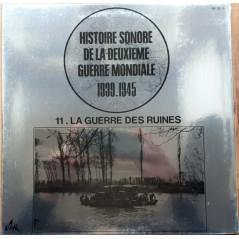 HISTOIRE SONORE
DE LA DEUXIEME
GUERRE MONDIALE
1939.1945
11. LA GUERRE DES RUINES